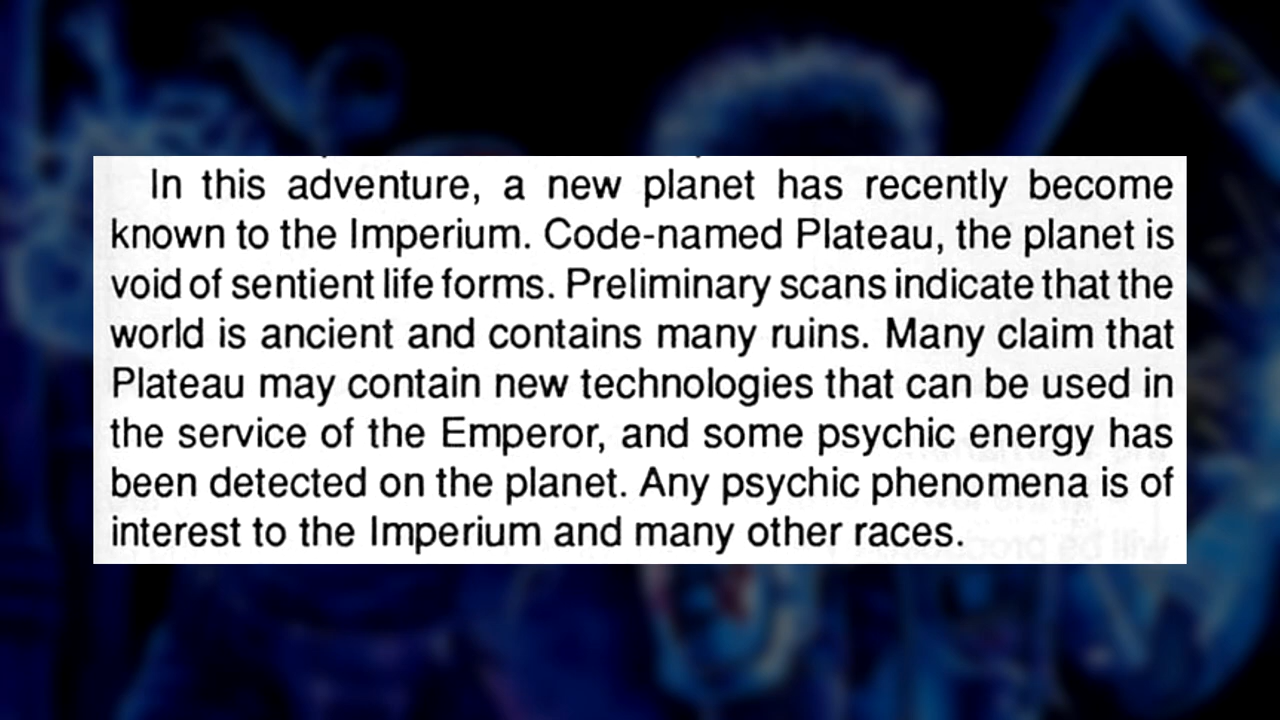 In this adventure, a new planet has recently become
known to the Imperium. Code-named Plateau, the planet is
void of sentient life forms. Preliminary scans indicate that the
world is ancient and contains many ruins. Many claim that
Plateau may contain new technologies that can be used in
the service of the Emperor, and some psychic energy has
been detected on the planet. Any psychic phenomena is of
interest to the Imperium and many other races.